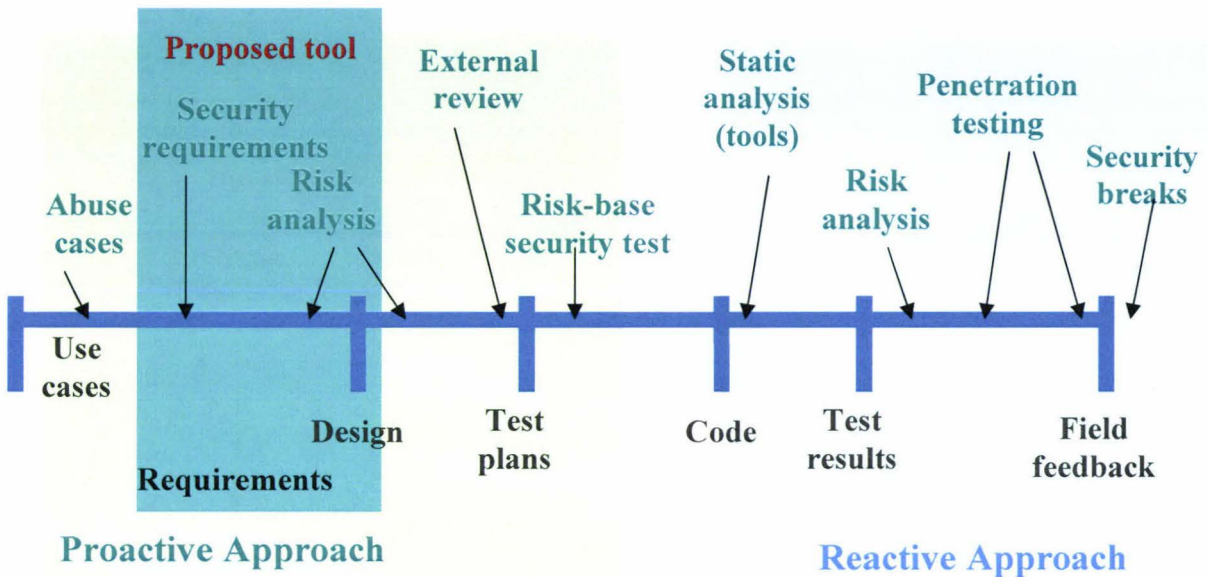 Proposed tool
Security
requirements
Risk
analysis
Abuse
cases
External
review
Risk-base
security test
Static
analysis
(tools)
Risk
analysis
Penetration
testing
Security
breaks
Use
cases
Requirements
Design
Test
plans
Code
Test
results
Field
feedback
Proactive Approach
Reactive Approach